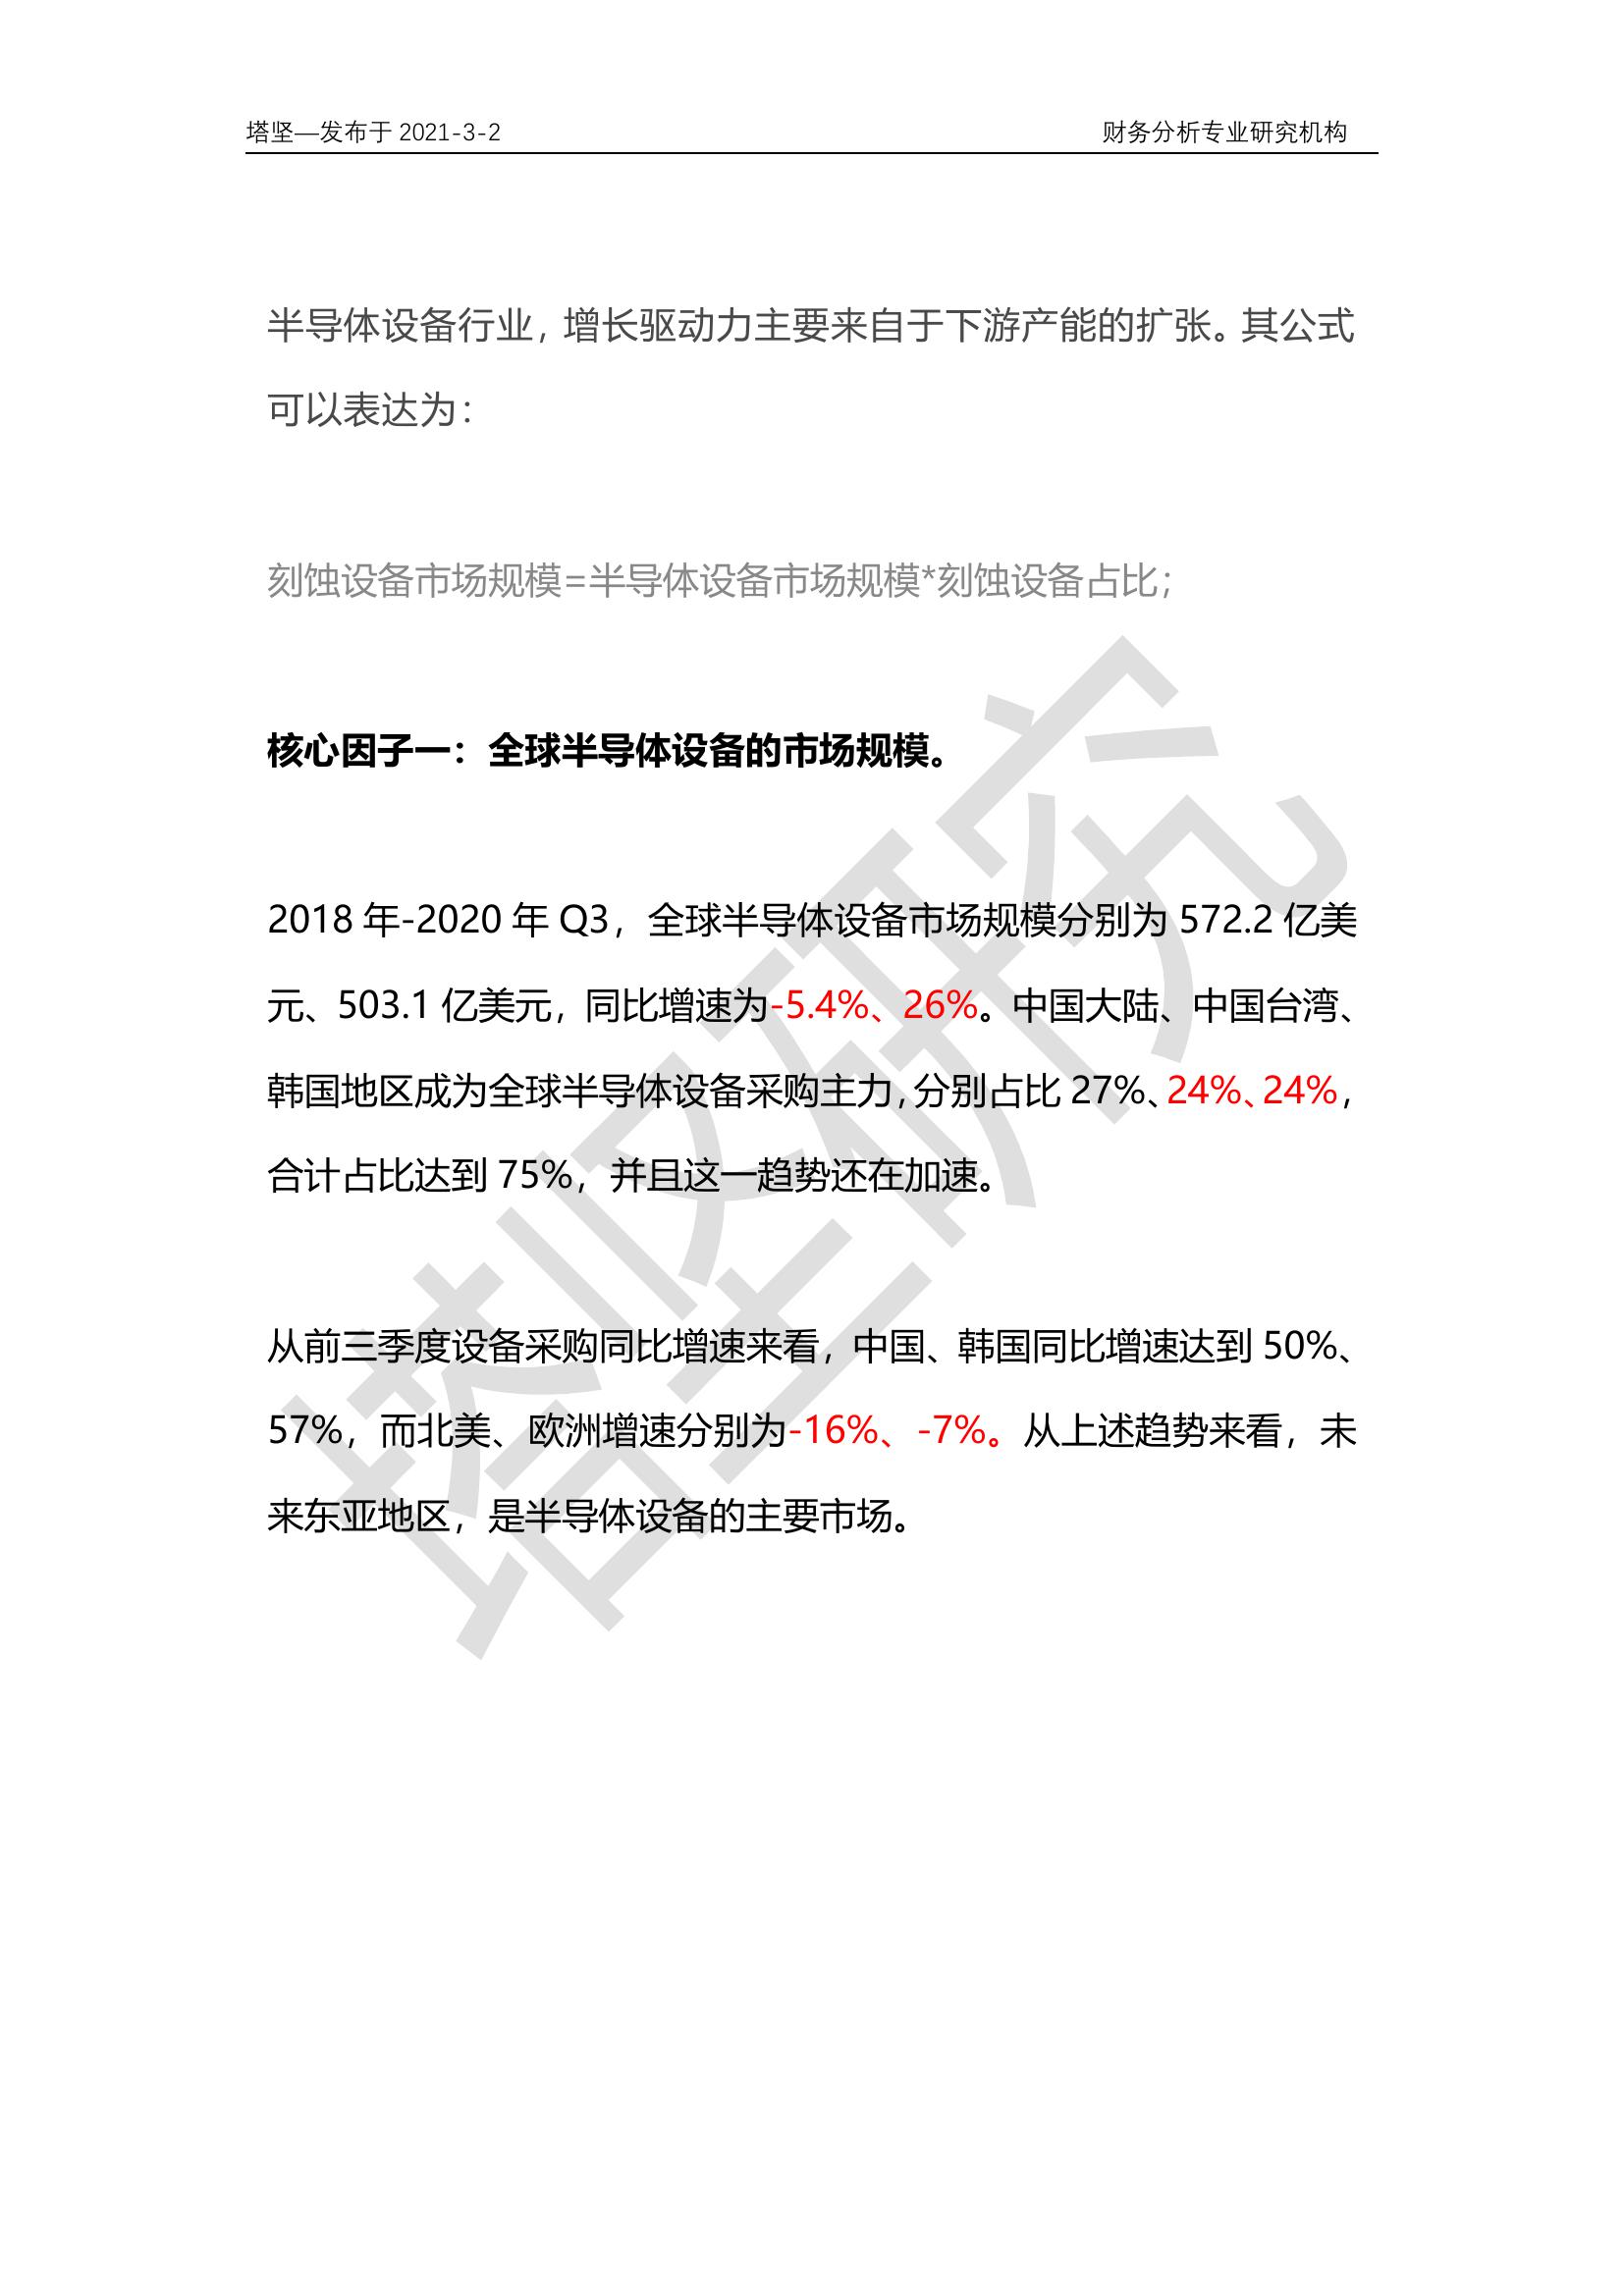 塔坚—发布于 2021-3-2 财务分析专业研究机构
半导体设备行业，增长驱动力主要来自于下游产能的扩张。其公式
可以表达为：
刻蚀设备市场规模=半导体设备市场规模*刻蚀设备占比；
核心因子一：全球半导体设备的市场规模。
2018 年-2020 年 Q3，全球半导体设备市场规模分别为 572.2 亿美
元、503.1 亿美元，同比增速为-5.4%、26%。中国大陆、中国台湾、
韩国地区成为全球半导体设备采购主力，分别占比 27%、24%、24%，
合计占比达到 75%，并且这一趋势还在加速。
从前三季度设备采购同比增速来看，中国、韩国同比增速达到 50%、
57%，而北美、欧洲增速分别为-16%、-7%。从上述趋势来看，未
来东亚地区，是半导体设备的主要市场。
塔坚研究